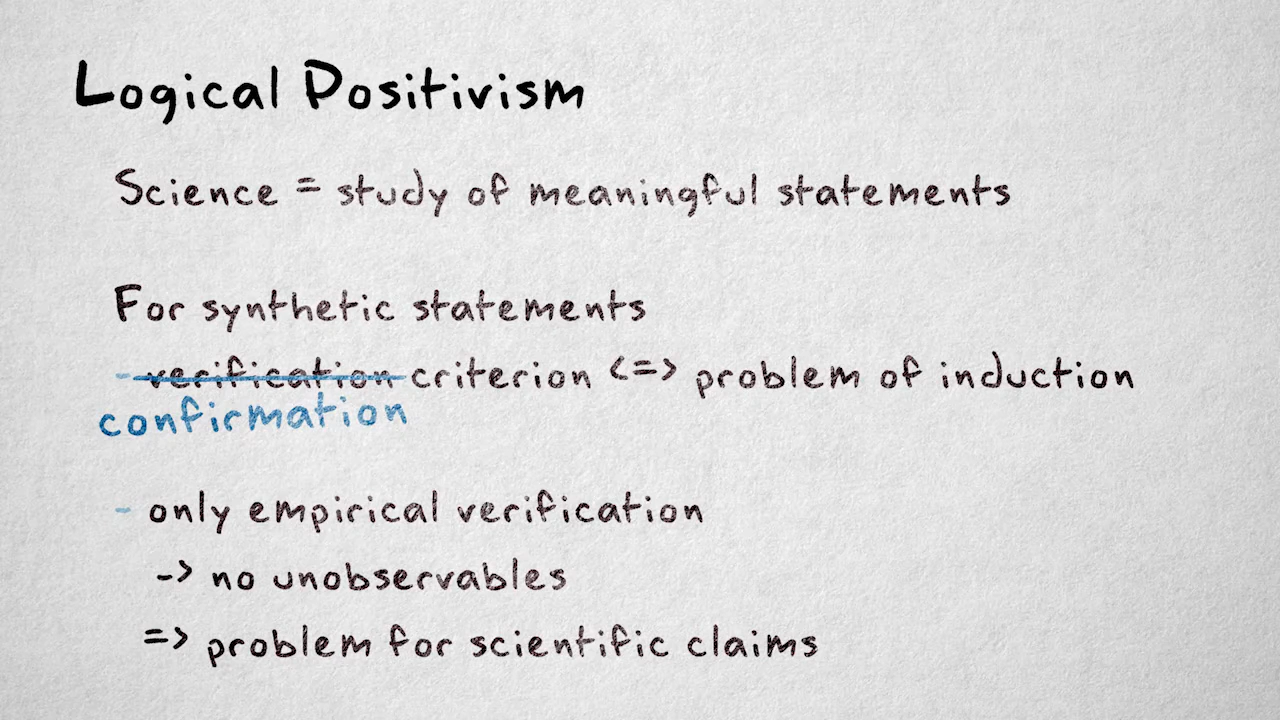 Logical Positivism
Science = study of meaningful statements
For synthetic statements
- verification criterion <=> problem of induction
confirmation
- only empirical verification
-> no unobservables
=> problem for scientific claims